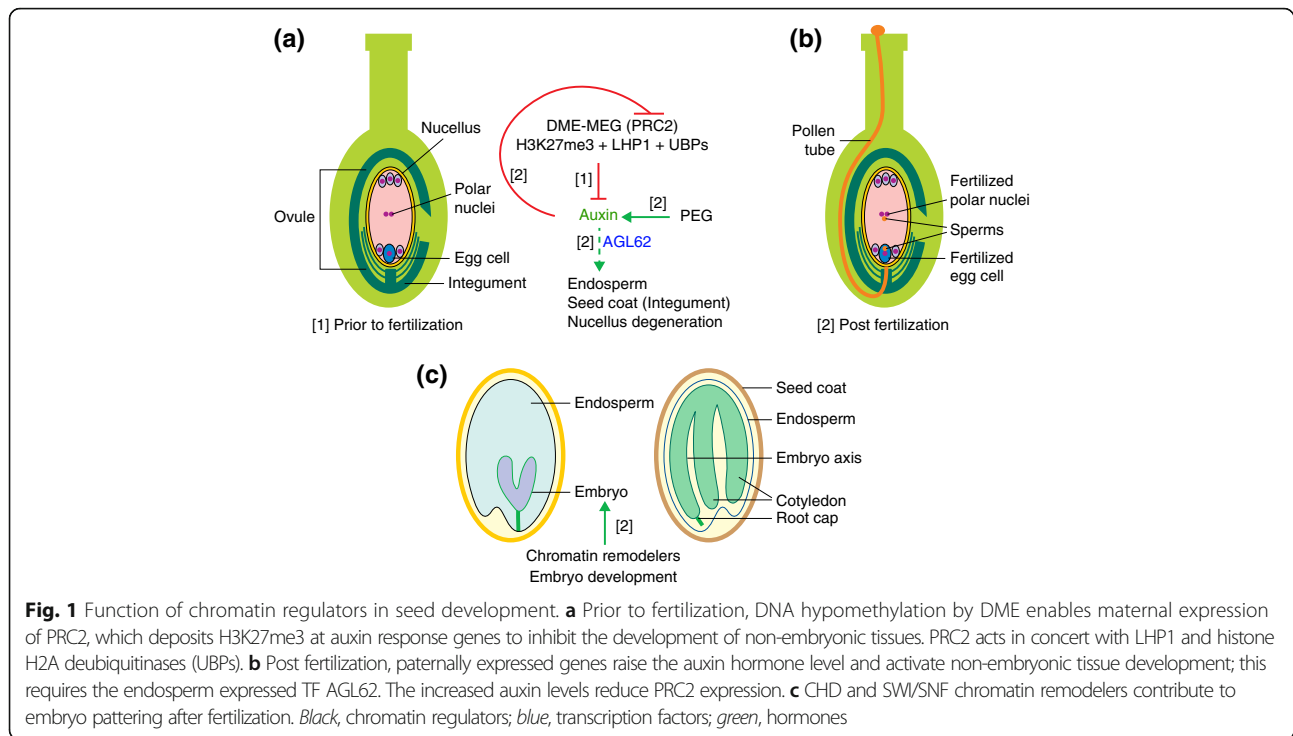 (a)
Nucellus
Polar
nuclei
Ovule
Egg cell
Integument
[1] Prior to fertilization
DME-MEG (PRC2)
H3K27me3 + LHP1 + UBPs
[2]
[1]
[2]
Auxin
PEG
[2] AGL62
Endosperm
Seed coat (Integument)
Nucellus degeneration
(b)
Pollen
tube
Fertilized
polar nuclei
Sperms
Fertilized
egg cell
[2] Post fertilization
(c)
Endosperm
Embryo
[2]
Chromatin remodelers
Embryo development
Seed coat
Endosperm
Embryo axis
Cotyledon
Root cap
Fig. 1 Function of chromatin regulators in seed development. a Prior to fertilization, DNA hypomethylation by DME enables maternal expression
of PRC2, which deposits H3K27me3 at auxin response genes to inhibit the development of non-embryonic tissues. PRC2 acts in concert with LHP1 and histone
H2A deubiquitinases (UBPs). b Post fertilization, paternally expressed genes raise the auxin hormone level and activate non-embryonic tissue development; this
requires the endosperm expressed TF AGL62. The increased auxin levels reduce PRC2 expression. c CHD and SWI/SNF chromatin remodelers contribute to
embryo pattering after fertilization. Black, chromatin regulators; blue, transcription factors; green, hormones